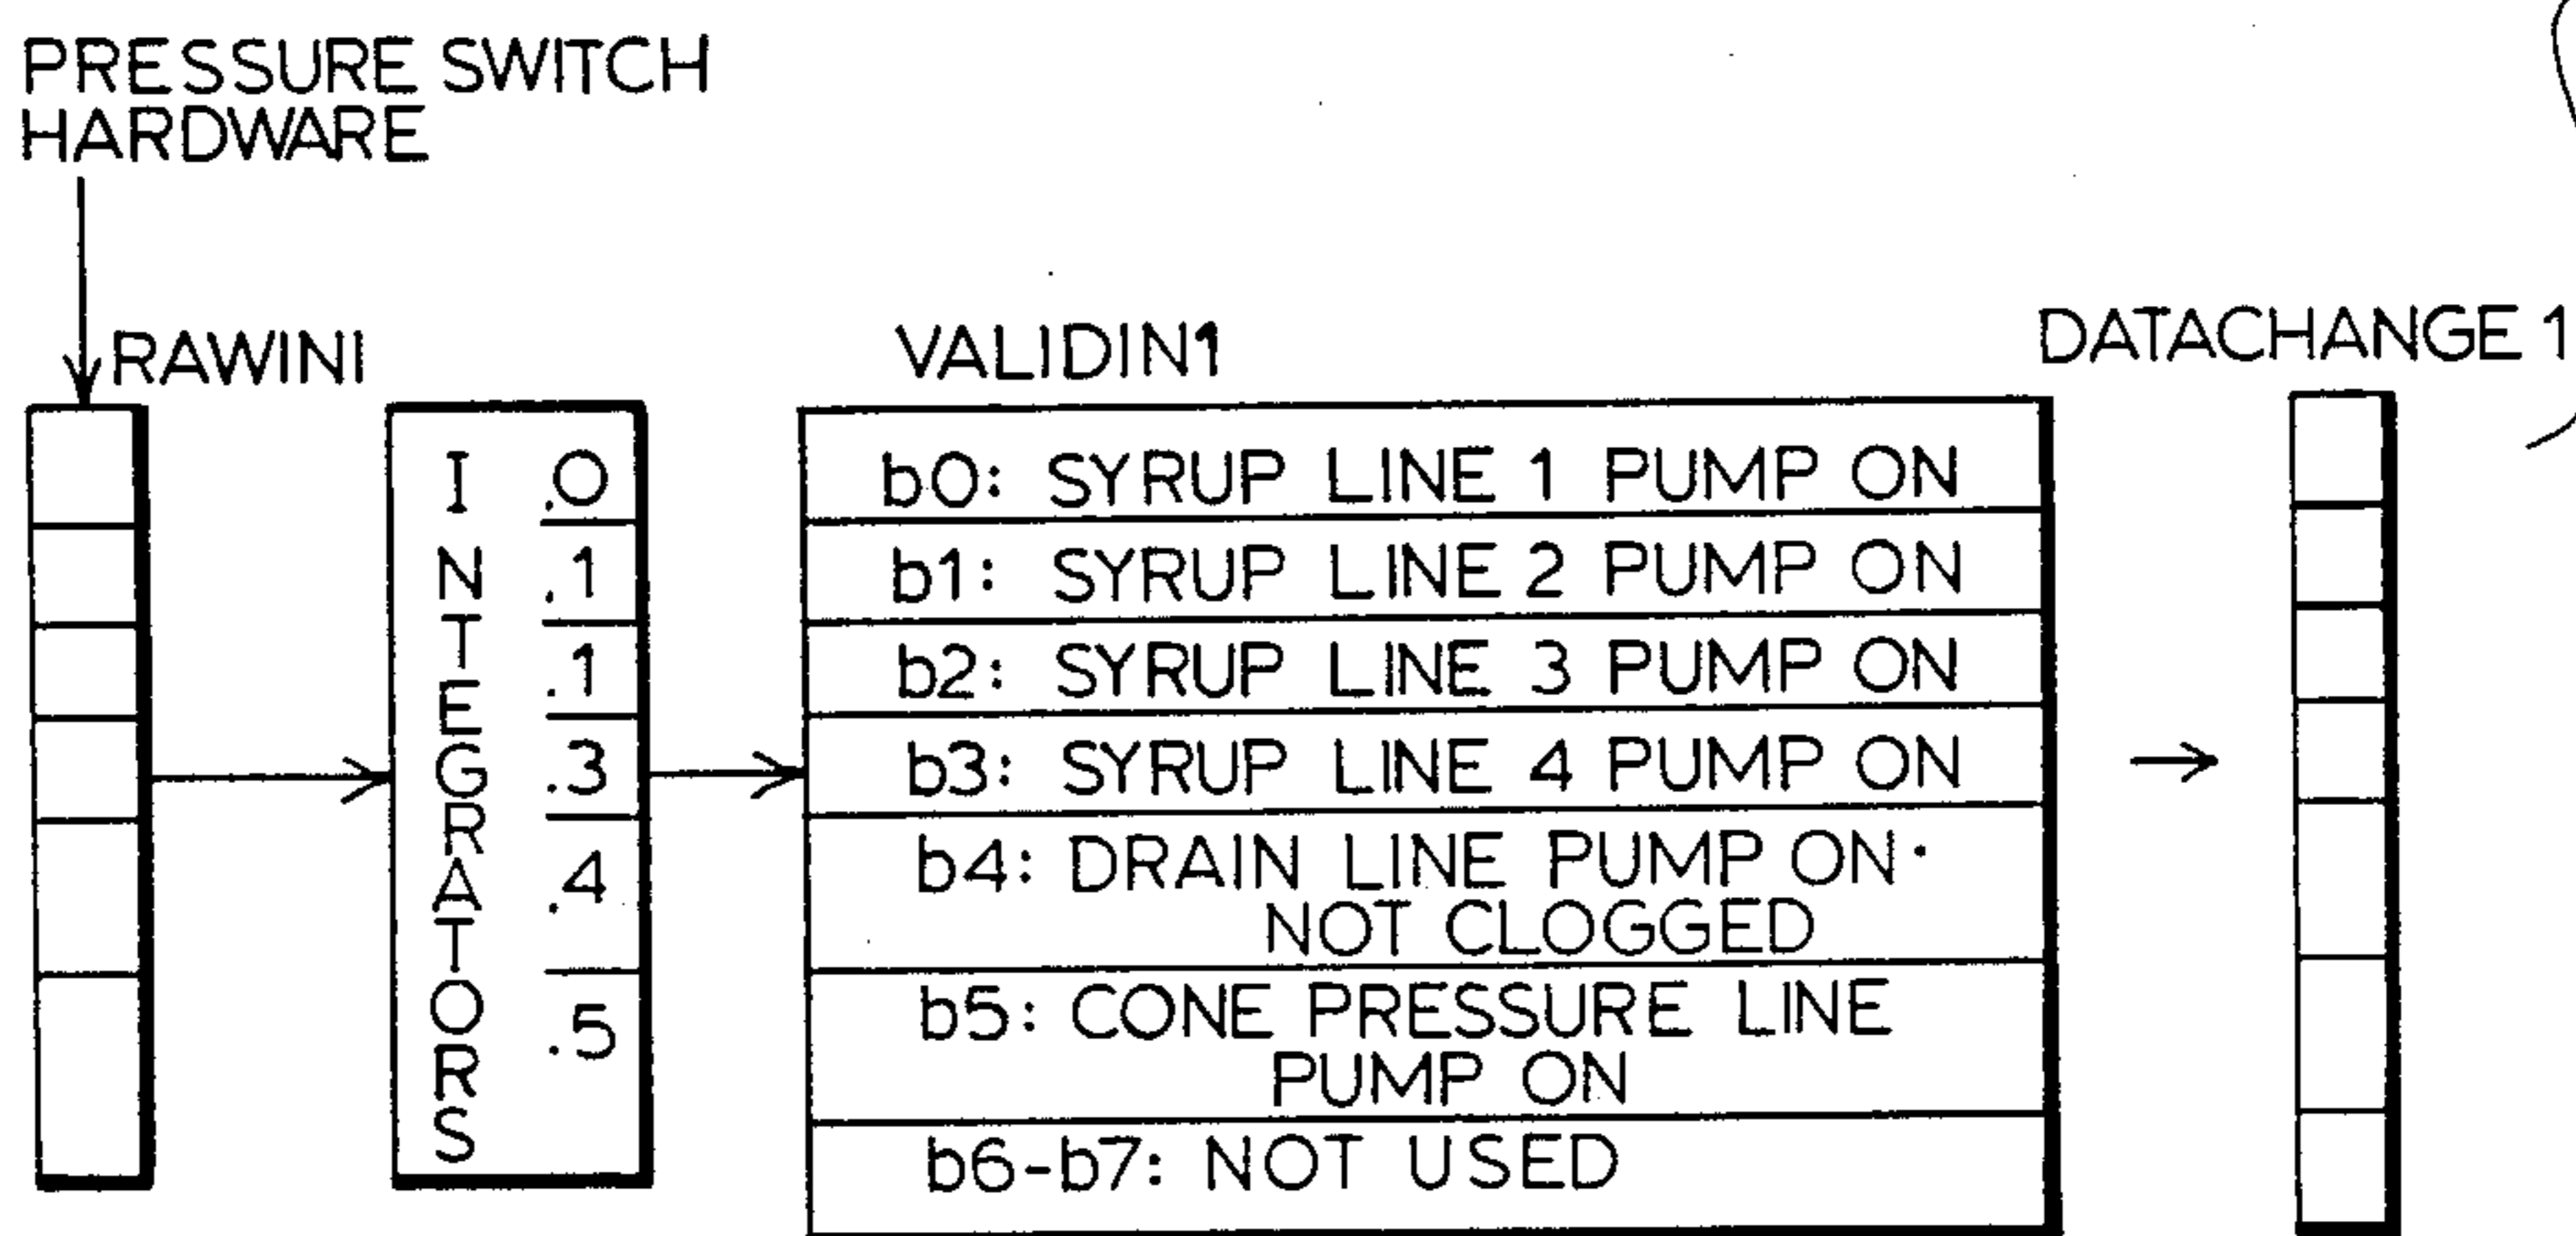 PRESSURE SWITCH
HARDWARE
RAWINI
VALIDIN1
DATACHANGE 1
INTEGRATORS
.0
.1
.1
.3
.4
.5
b0: SYRUP LINE 1 PUMP ON
b1: SYRUP LINE 2 PUMP ON
b2: SYRUP LINE 3 PUMP ON
b3: SYRUP LINE 4 PUMP ON
b4: DRAIN LINE PUMP ON·
NOT CLOGGED
b5: CONE PRESSURE LINE
PUMP ON
b6-b7: NOT USED